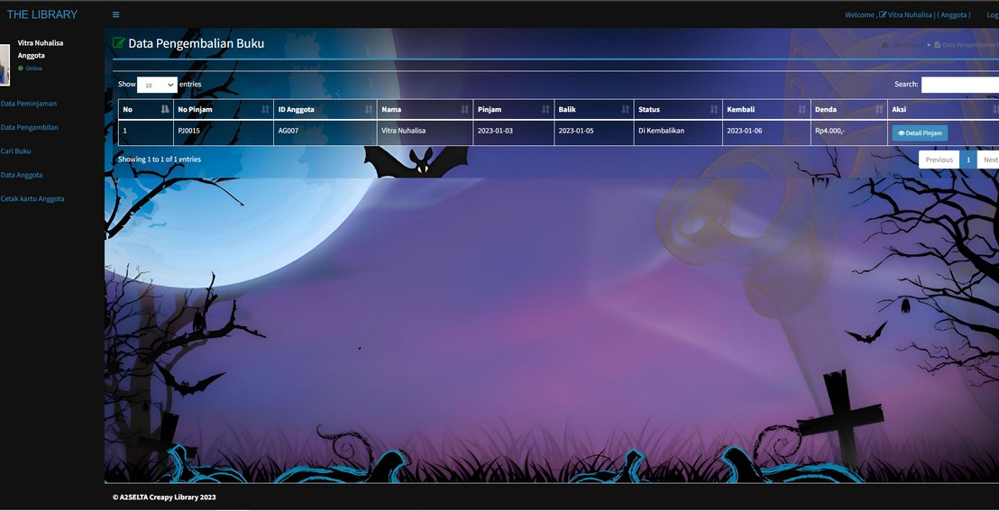 THE LIBRARY
Welcome , Vitra Nuhalisa | ( Anggota )
Log
Vitra Nuhalisa
Anggota
Online
Data Peminjaman
Data Pengambilan
Cari Buku
Data Anggota
Cetak kartu Anggota
Data Pengembalian Buku
> Data Pengembalian
Show 10 entries
Search:
No No Pinjam ID Anggota Nama Pinjam Balik Status Kembali Denda Aksi
1 PJ0015 AG007 Vitra Nuhalisa 2023-01-03 2023-01-05 Di Kembalikan 2023-01-06 Rp4.000,- Detail Pinjam
Showing 1 to 1 of 1 entries
Previous 1 Next
© A2SELTA Creapy Library 2023